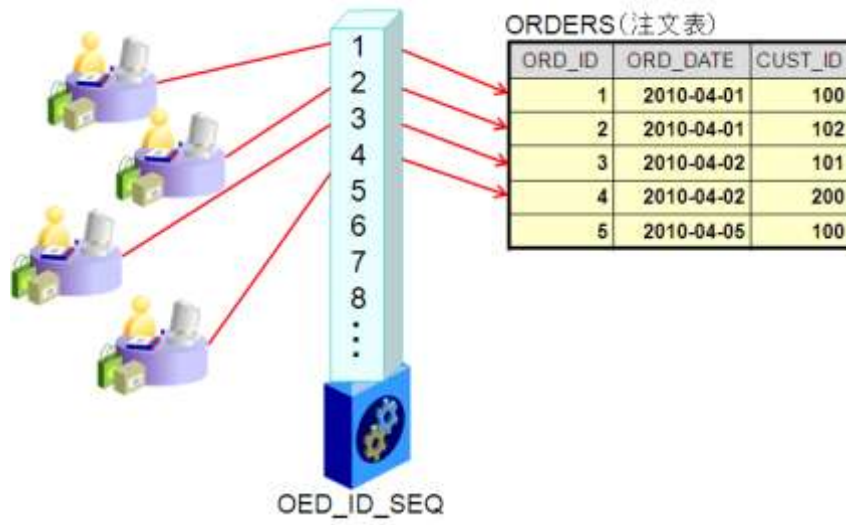 1
2
3
4
5
6
7
8
⋮
OED_ID_SEQ
ORDERS(注文表)
ORD_ID ORD_DATE CUST_ID
1 2010-04-01 100
2 2010-04-01 102
3 2010-04-02 101
4 2010-04-02 200
5 2010-04-05 100